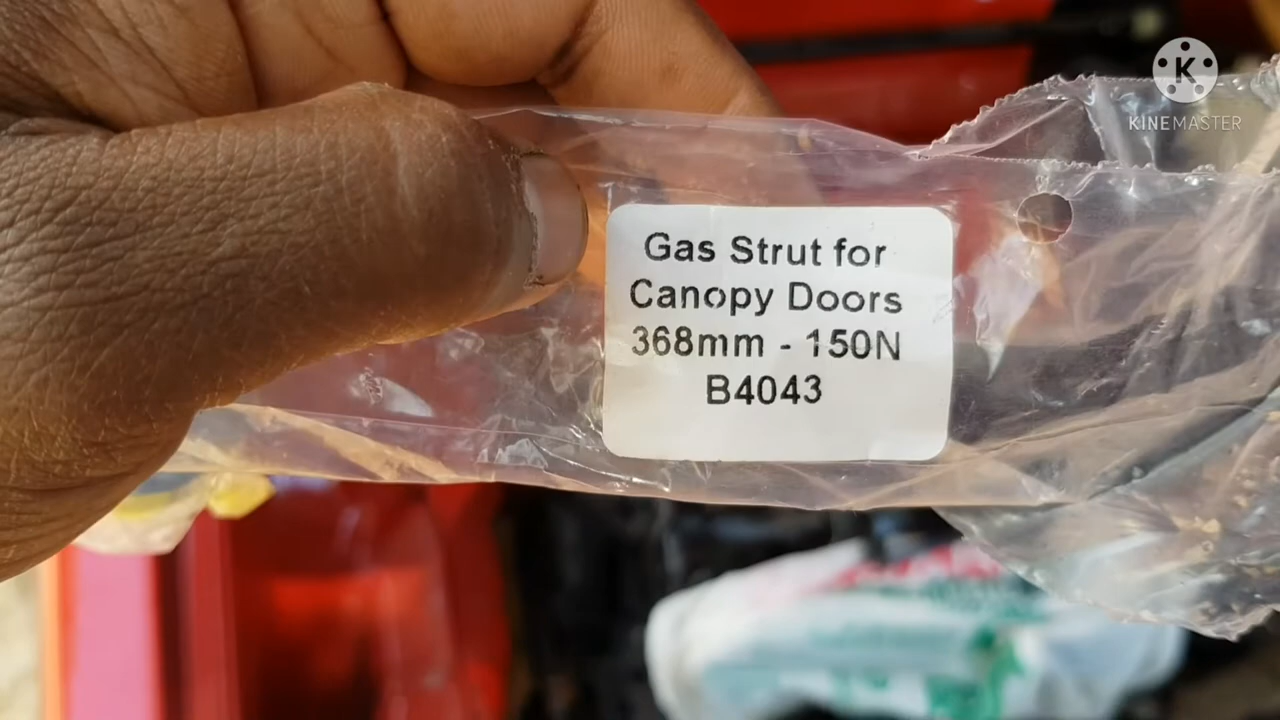 K
KINEMASTER
Gas Strut for
Canopy Doors
368mm - 150N
B4043